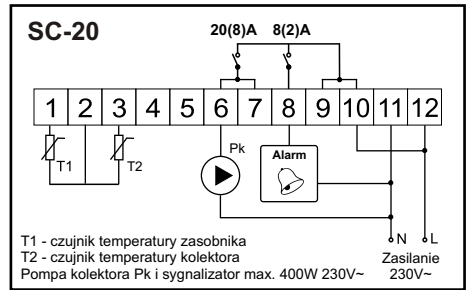 SC-20
20(8)A 8(2)A
1 2 3 4 5 6 7 8 9 10 11 12
T1
T2
Pk
Alarm
T1 - czujnik temperatury zasobnika
T2 - czujnik temperatury kolektora
Pompa kolektora Pk i sygnalizator max. 400W 230V~
N L
Zasilanie
230V~